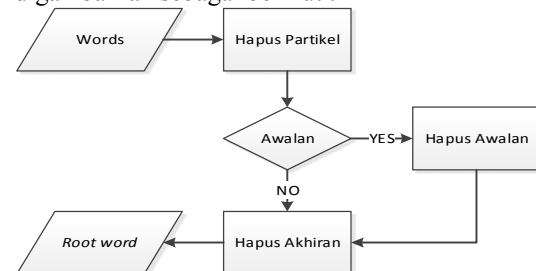 Words
Hapus Partikel
Awalan
YES
Hapus Awalan
NO
Hapus Akhiran
Root word